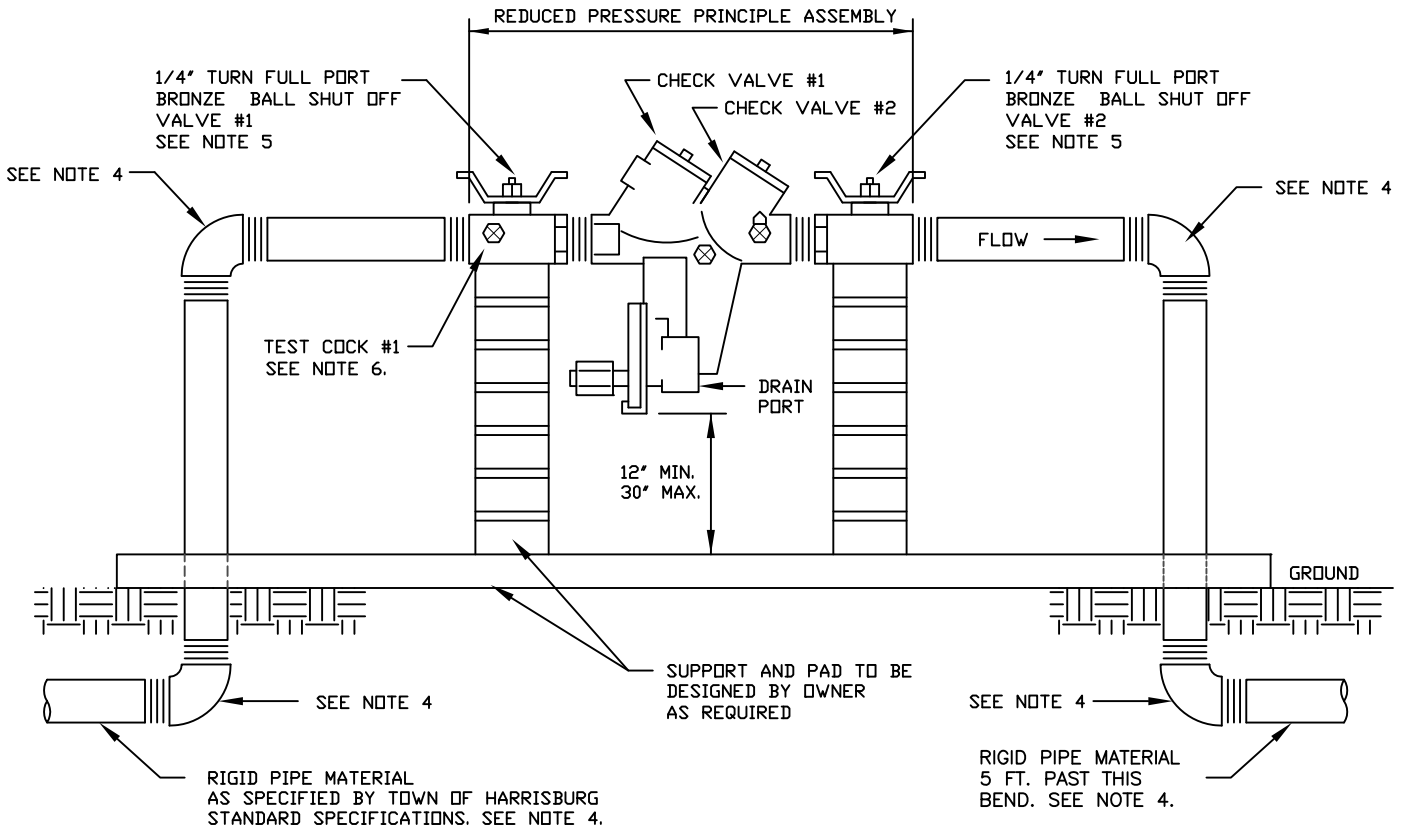 REDUCED PRESSURE PRINCIPLE ASSEMBLY
1/4" TURN FULL PORT
BRONZE BALL SHUT OFF
VALVE #1
SEE NOTE 5
CHECK VALVE #1
CHECK VALVE #2
1/4" TURN FULL PORT
BRONZE BALL SHUT OFF
VALVE #2
SEE NOTE 5
SEE NOTE 4
SEE NOTE 4
FLOW
TEST COCK #1
SEE NOTE 6.
DRAIN
PORT
12" MIN.
30" MAX.
GROUND
SUPPORT AND PAD TO BE
DESIGNED BY OWNER
AS REQUIRED
SEE NOTE 4
SEE NOTE 4
RIGID PIPE MATERIAL
AS SPECIFIED BY TOWN OF HARRISBURG
STANDARD SPECIFICATIONS. SEE NOTE 4.
RIGID PIPE MATERIAL
5 FT. PAST THIS
BEND. SEE NOTE 4.